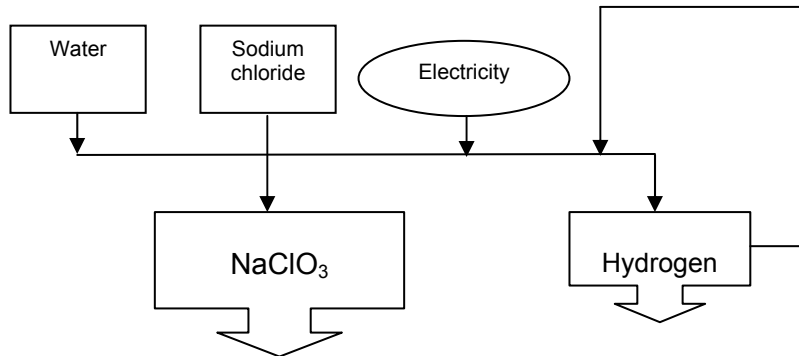 Water
Sodium
chloride
Electricity
NaClO₃
Hydrogen